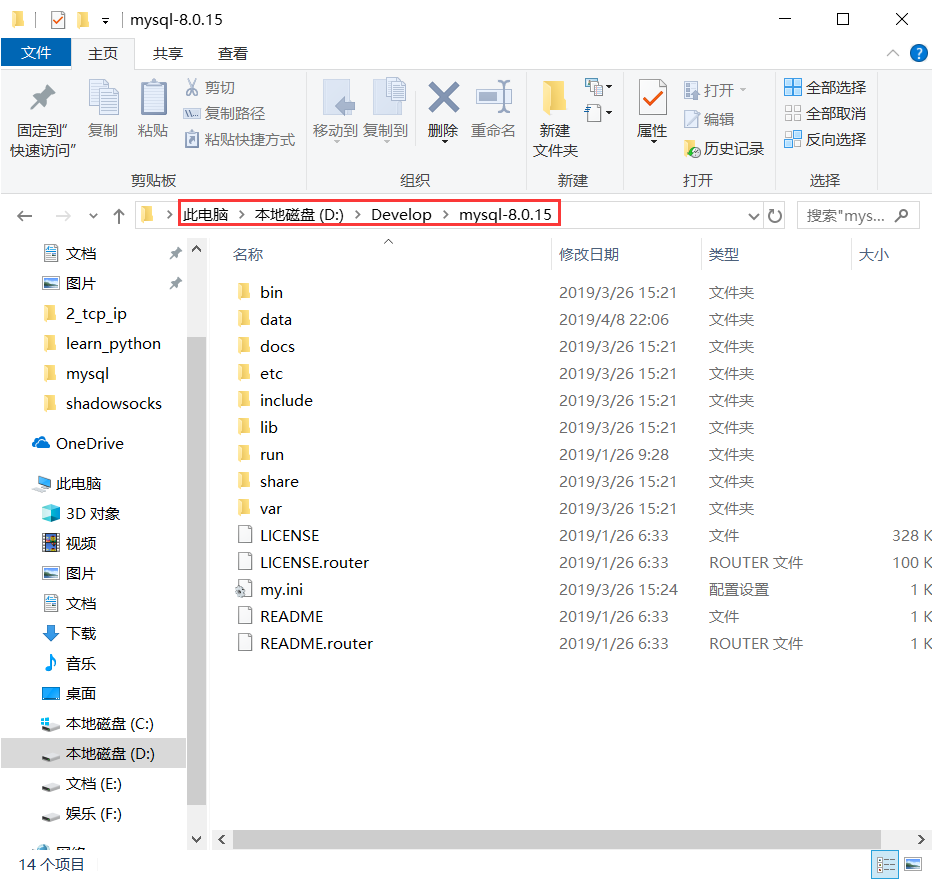 mysql-8.0.15
文件 主页 共享 查看
固定到“快速访问”
复制
粘贴
剪切
复制路径
粘贴快捷方式
剪贴板
移动到
复制到
删除
重命名
组织
新建
文件夹
新建
属性
打开
编辑
历史记录
打开
全部选择
全部取消
反向选择
选择
此电脑 > 本地磁盘 (D:) > Develop > mysql-8.0.15
搜索"mys...
文档
图片
2_tcp_ip
learn_python
mysql
shadowsocks
OneDrive
此电脑
3D 对象
视频
图片
文档
下载
音乐
桌面
本地磁盘 (C:)
本地磁盘 (D:)
文档 (E:)
娱乐 (F:)
名称 修改日期 类型 大小
bin 2019/3/26 15:21 文件夹
data 2019/4/8 22:06 文件夹
docs 2019/3/26 15:21 文件夹
etc 2019/3/26 15:21 文件夹
include 2019/3/26 15:21 文件夹
lib 2019/3/26 15:21 文件夹
run 2019/1/26 9:28 文件夹
share 2019/3/26 15:21 文件夹
var 2019/3/26 15:21 文件夹
LICENSE 2019/1/26 6:33 文件 328 K
LICENSE.router 2019/1/26 6:33 ROUTER 文件 100 K
my.ini 2019/3/26 15:24 配置设置 1 K
README 2019/1/26 6:33 文件 1 K
README.router 2019/1/26 6:33 ROUTER 文件 1 K
14 个项目